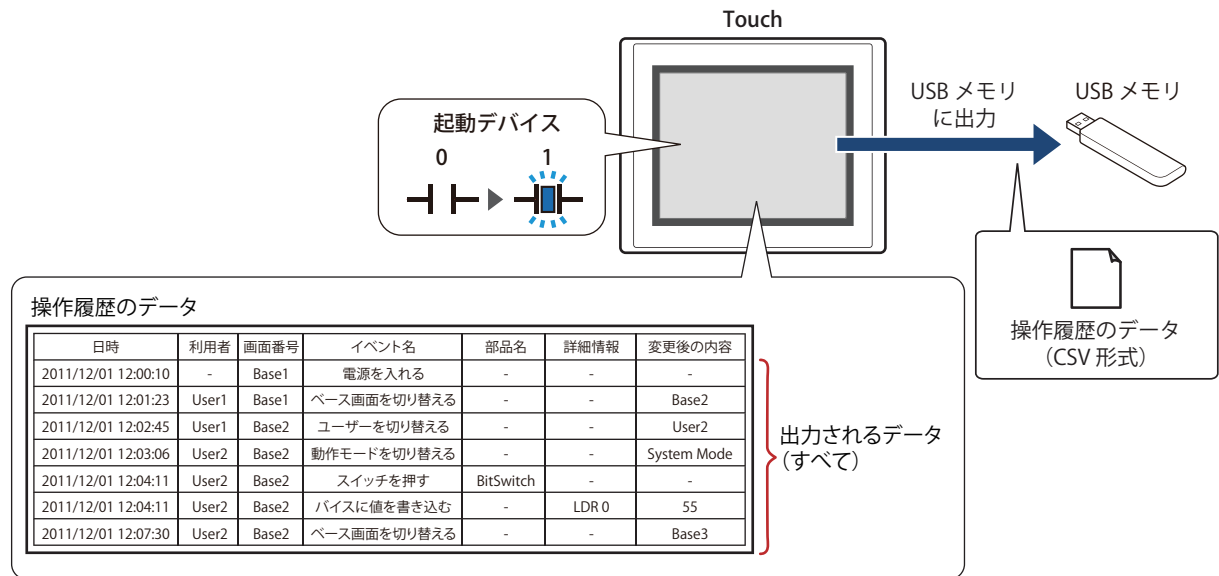 Touch
起動デバイス
0 1
USB メモリ
に出力
USB メモリ
操作履歴のデータ
(CSV 形式)
操作履歴のデータ
日時 利用者 画面番号 イベント名 部品名 詳細情報 変更後の内容
2011/12/01 12:00:10 - Base1 電源を入れる - - -
2011/12/01 12:01:23 User1 Base1 ベース画面を切り替える - - Base2
2011/12/01 12:02:45 User1 Base2 ユーザーを切り替える - - User2
2011/12/01 12:03:06 User2 Base2 動作モードを切り替える - - System Mode
2011/12/01 12:04:11 User2 Base2 スイッチを押す BitSwitch - -
2011/12/01 12:04:11 User2 Base2 バイスに値を書き込む - LDR 0 55
2011/12/01 12:07:30 User2 Base2 ベース画面を切り替える - - Base3
出力されるデータ
(すべて)